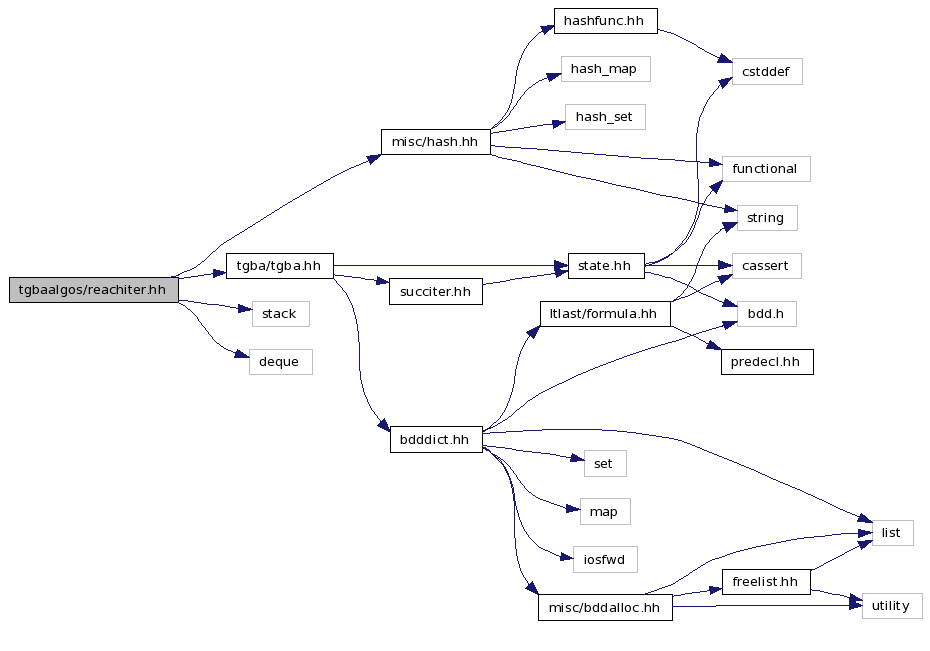 hashfunc.hh
hash_map
cstddef
hash_set
misc/hash.hh
functional
string
tgba/tgba.hh
state.hh
cassert
tgbaalgos/reachiter.hh
succiter.hh
stack
ltlast/formula.hh
bdd.h
deque
predecl.hh
bdddict.hh
set
map
list
iosfwd
freelist.hh
misc/bddalloc.hh
utility